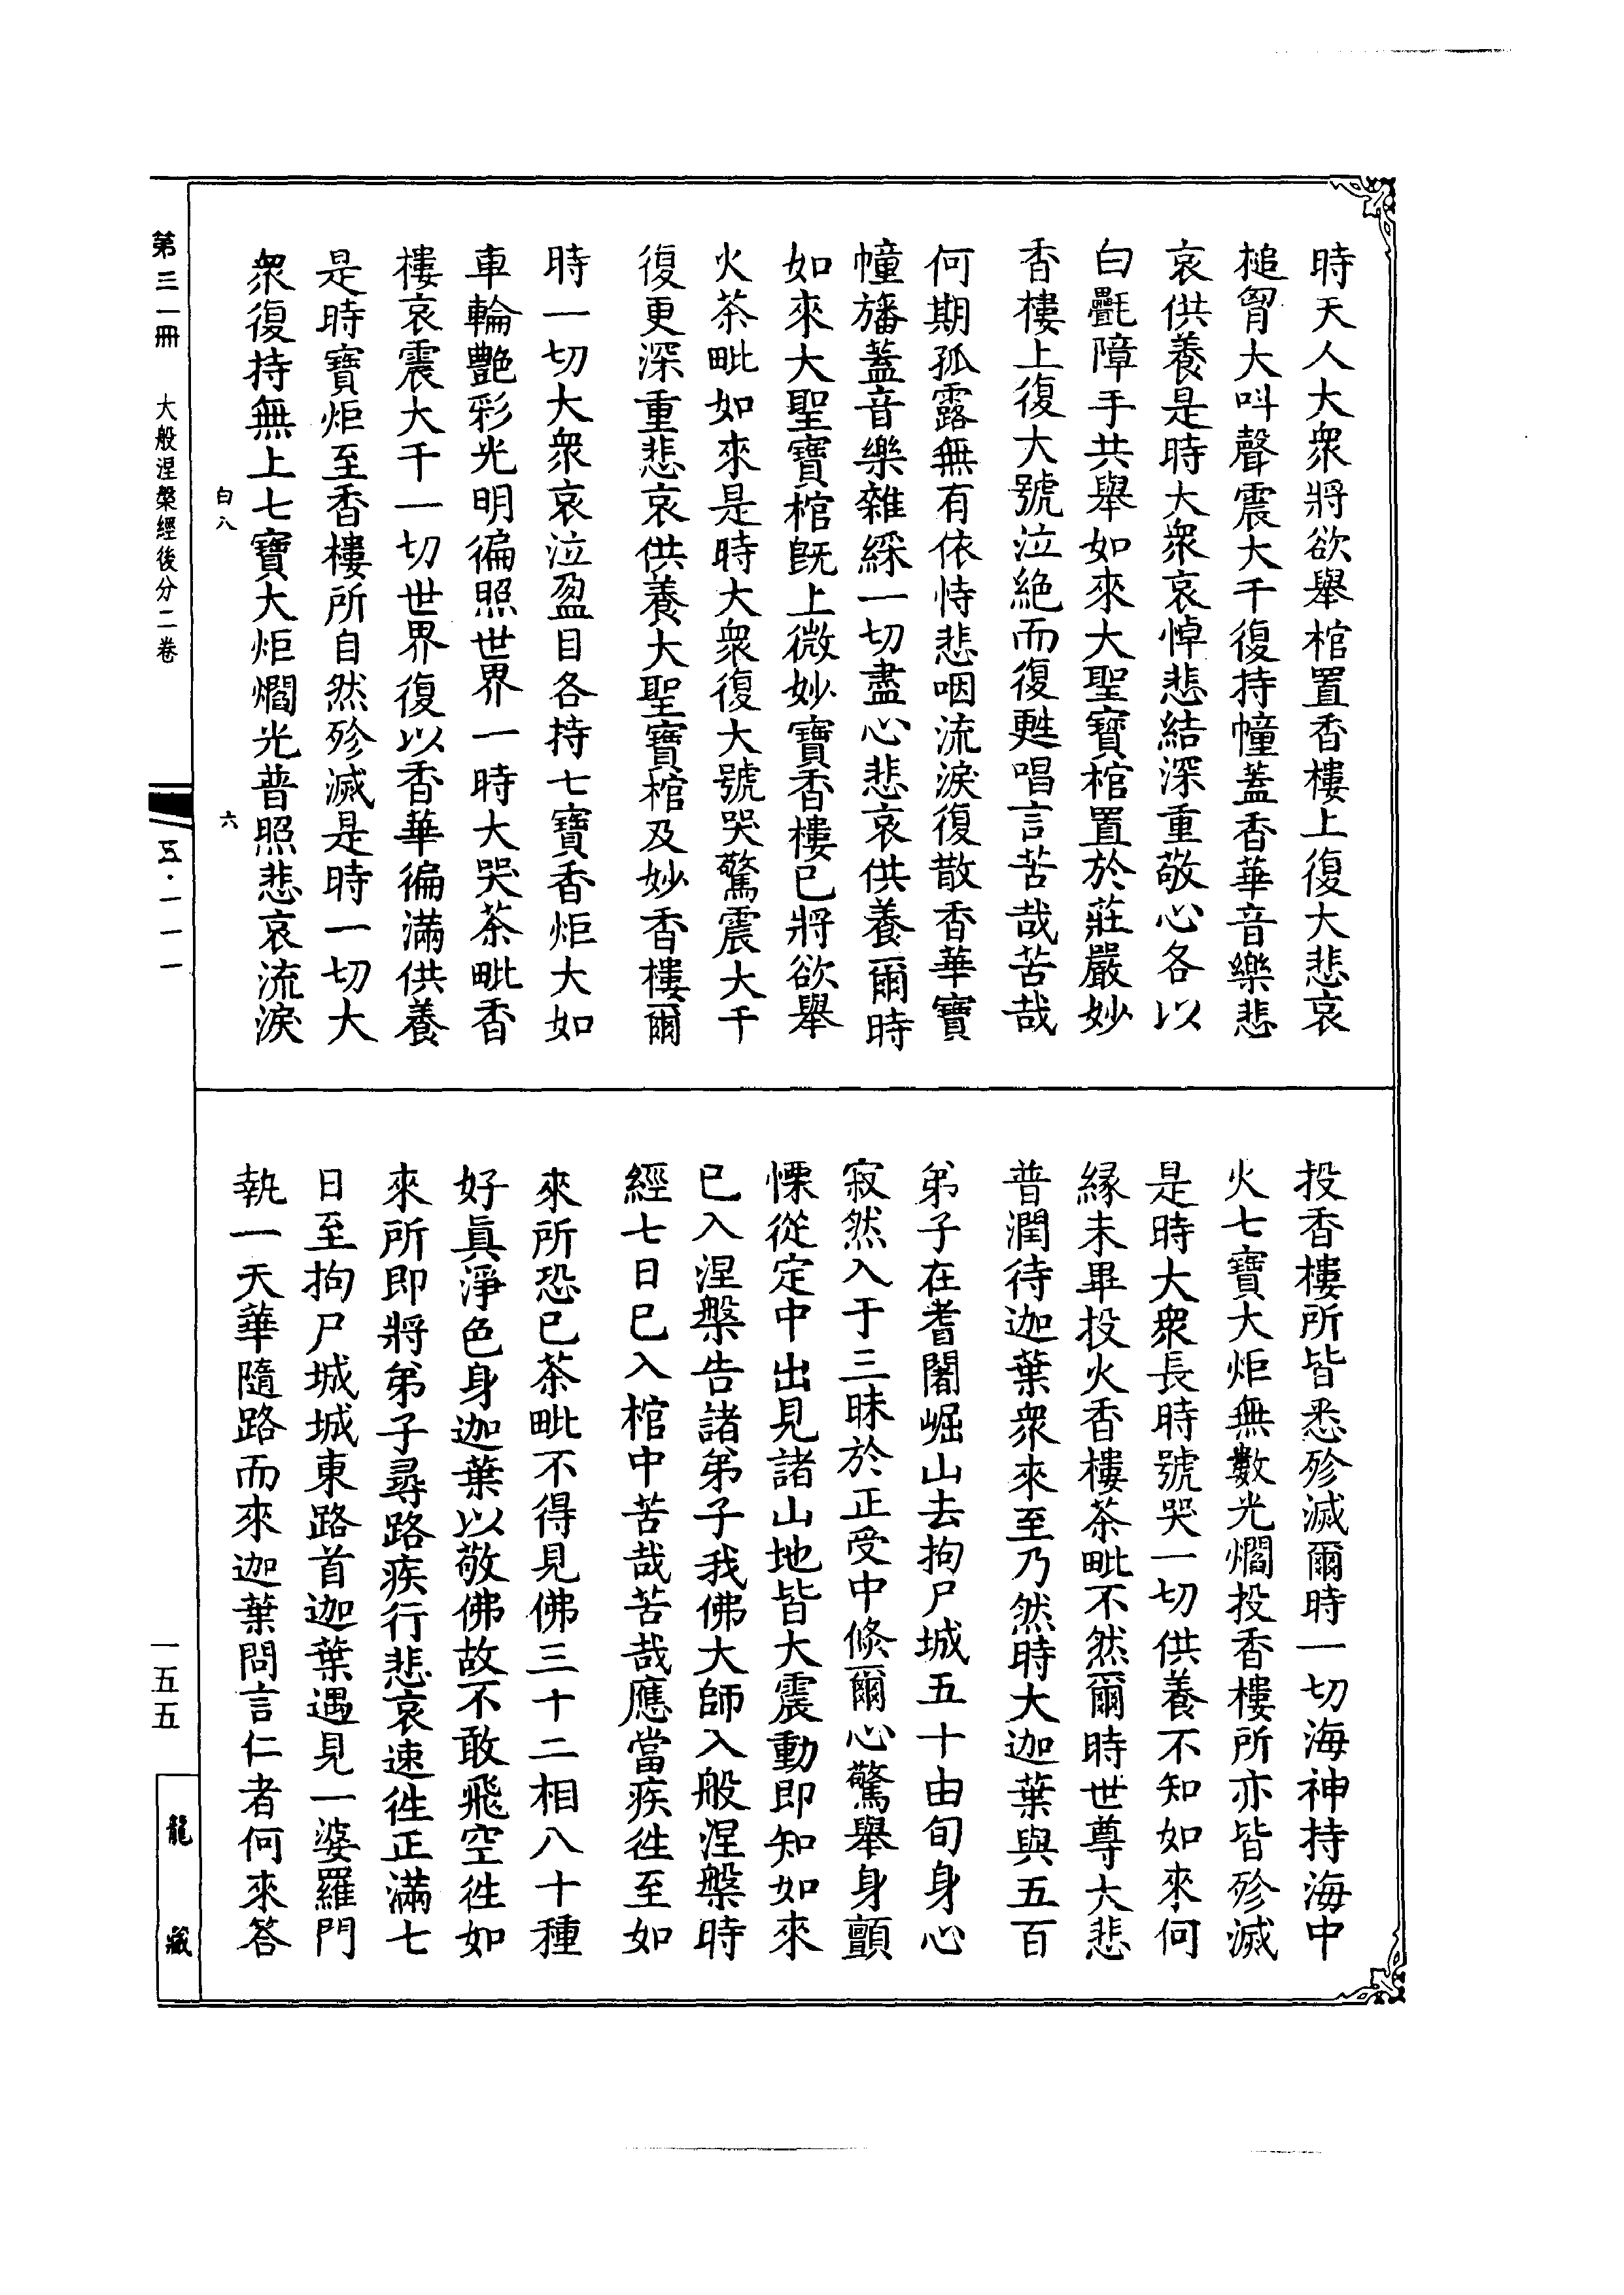 時天人大衆將欲舉棺置香樓上復大悲哀
槌胷大呌聲震大千復持幢蓋香華音樂悲
哀供養是時大衆哀悼悲結深重敬心各以
白㲲障手共舉如來大聖寶棺置於莊嚴妙
香樓上復大號泣絶而復甦唱言苦哉苦哉
何期孤露無有依恃悲咽流淚復散香華寶
幢旛蓋音樂雜綵一切盡心悲哀供養爾時
如來大聖寶棺旣上微妙寶香樓已將欲舉
火茶毗如來是時大衆復大號哭驚震大千
復更深重悲哀供養大聖寶棺及妙香樓爾
時一切大衆哀泣盈目各持七寶香炬大如
車輪艷彩光明徧照世界一時大哭茶毗香
樓哀震大千一切世界復以香華徧滿供養
是時寶炬至香樓所自然殄滅是時一切大
衆復持無上七寶大炬爓光普照悲哀流淚
白八
六
投香樓所皆悉殄滅爾時一切海神持海中
火七寶大炬無數光爓投香樓所亦皆殄滅
是時大衆長時號哭一切供養不知如來何
緣未畢投火香樓茶毗不然爾時世尊大悲
普潤待迦葉衆來至乃然時大迦葉與五百
弟子在耆闍崛山去拘尸城五十由旬身心
寂然入于三昧於正受中倏爾心驚舉身顫
慄從定中出見諸山地皆大震動即知如來
已入涅槃告諸弟子我佛大師入般涅槃時
經七日已入棺中苦哉苦哉應當疾徃至如
來所恐已茶毗不得見佛三十二相八十種
好眞淨色身迦葉以敬佛故不敢飛空徃如
來所即將弟子尋路疾行悲哀速徃正滿七
日至拘尸城城東路首迦葉遇見一婆羅門
執一天華隨路而來迦葉問言仁者何來答
第三一冊　大般涅槃經後分二卷
五·一一一
一五五
龍藏